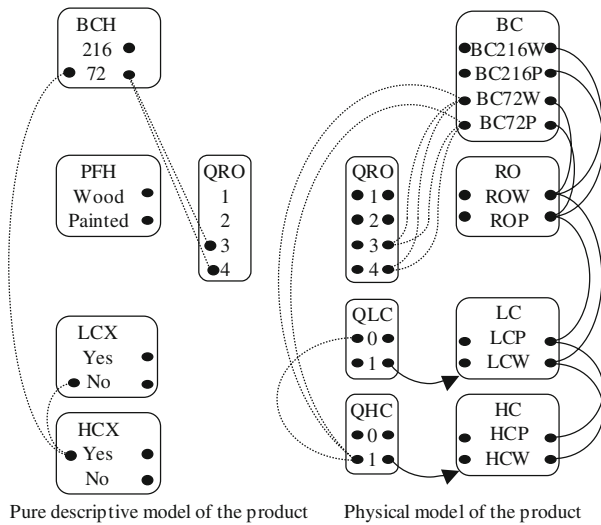 BCH
216
72
PFH
Wood
Painted
QRO
1
2
3
4
LCX
Yes
No
HCX
Yes
No
Pure descriptive model of the product
BC
BC216W
BC216P
BC72W
BC72P
QRO
1
2
3
4
RO
ROW
ROP
QLC
0
1
LC
LCP
LCW
QHC
0
1
HC
HCP
HCW
Physical model of the product